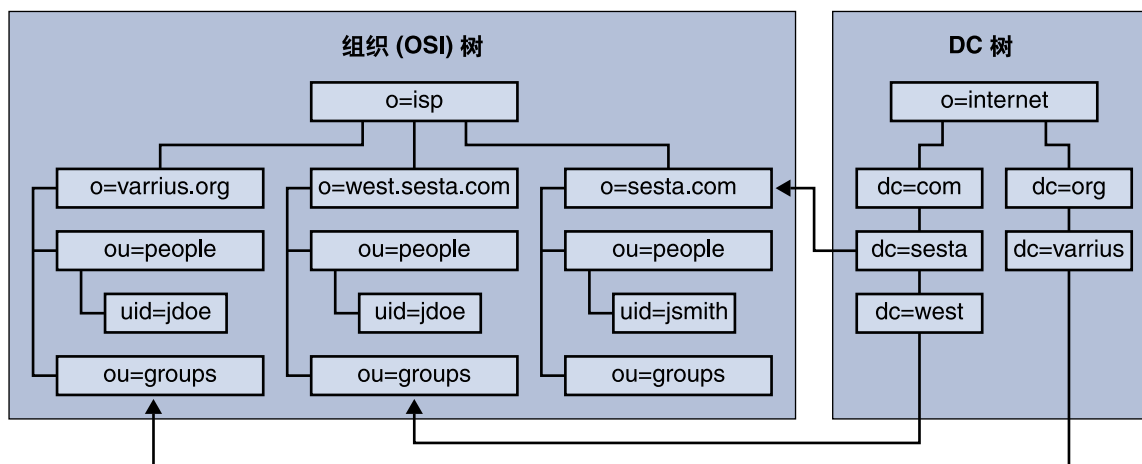 组织 (OSI) 树
o=isp
o=varrius.org
o=west.sesta.com
o=sesta.com
ou=people
ou=people
ou=people
uid=jdoe
uid=jdoe
uid=jsmith
ou=groups
ou=groups
ou=groups
DC 树
o=internet
dc=com
dc=org
dc=sesta
dc=varrius
dc=west